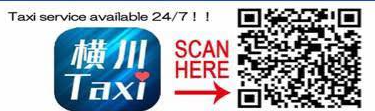 Taxi service available 24/7！！
横川
Taxi
SCAN
HERE